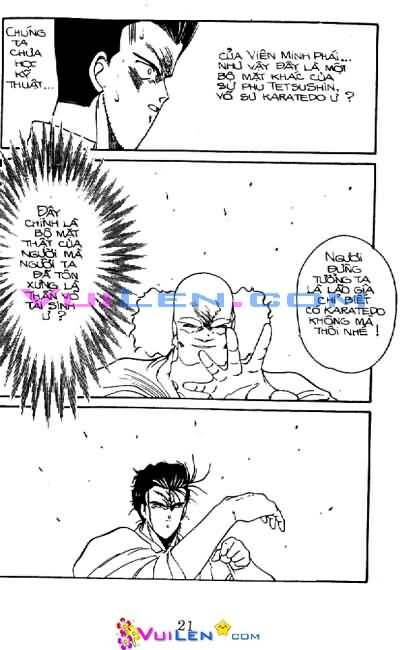 CHÚNG
TA
CHƯA
HỌC
KỸ
THUẬT...
CỦA VIÊN MINH PHÁI...
NHƯ VẬY ĐÂY LÀ MỘT
BỘ MẶT KHÁC CỦA
SƯ PHỤ TETSUSHIN,
VÕ SƯ KARATEDO Ư ?
ĐÂY
CHÍNH LÀ
BỘ MẶT
THẬT CỦA
NGƯỜI MÀ
NGƯỜI TA
ĐÃ TÔN
XƯNG LÀ
THẦN VÕ
TÁI SINH
Ư ?
NGƯƠI
ĐỪNG
TƯỞNG TA
LÀ LÃO GIÀ
CHỈ BIẾT
CÓ KARATEDO
KHÔNG MÀ
THÔI NHÉ !
VUILEN.COM
21
VUILEN.COM